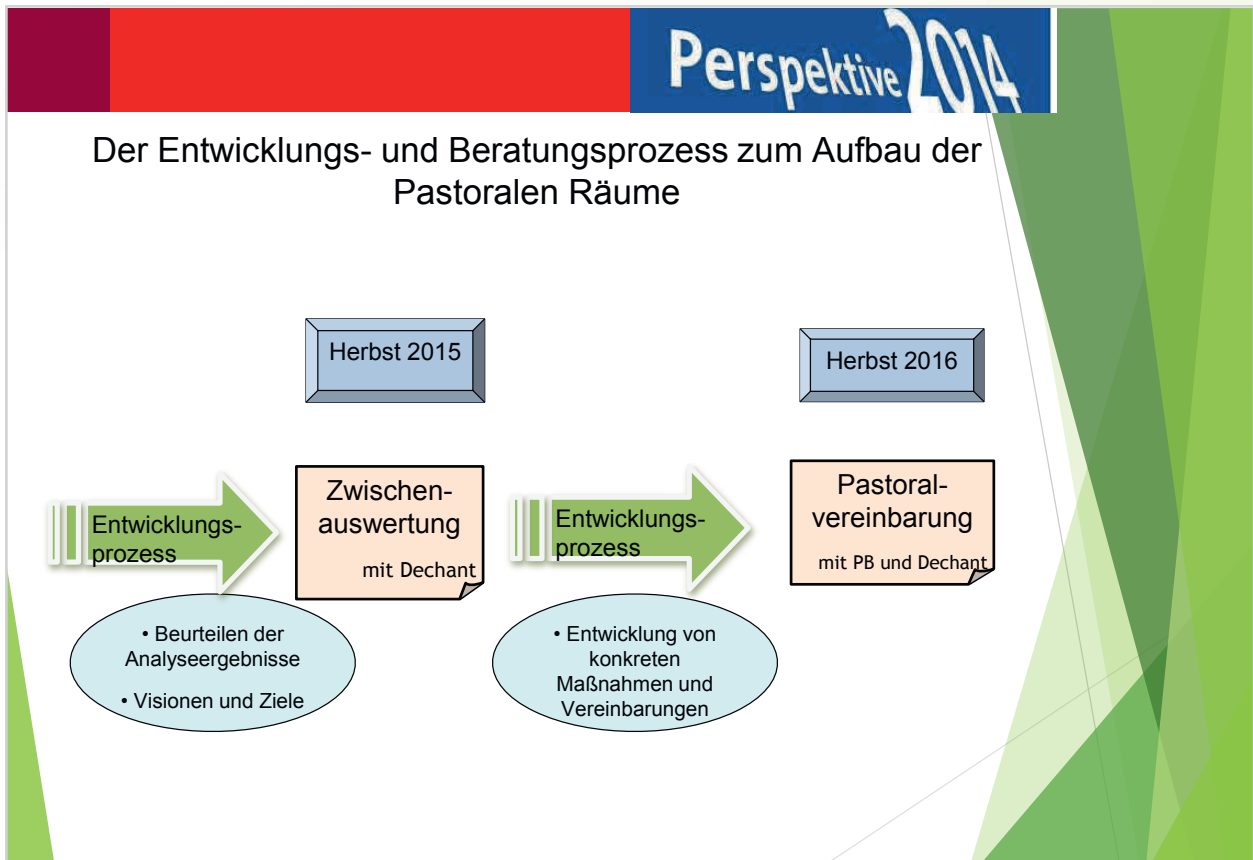 Perspektive 2014
Der Entwicklungs- und Beratungsprozess zum Aufbau der
Pastoralen Räume
Herbst 2015
Herbst 2016
Entwicklungs-
prozess
Zwischen-
auswertung
mit Dechant
Entwicklungs-
prozess
Pastoral-
vereinbarung
mit PB und Dechant
• Beurteilen der
Analyseergebnisse
• Visionen und Ziele
• Entwicklung von
konkreten
Maßnahmen und
Vereinbarungen